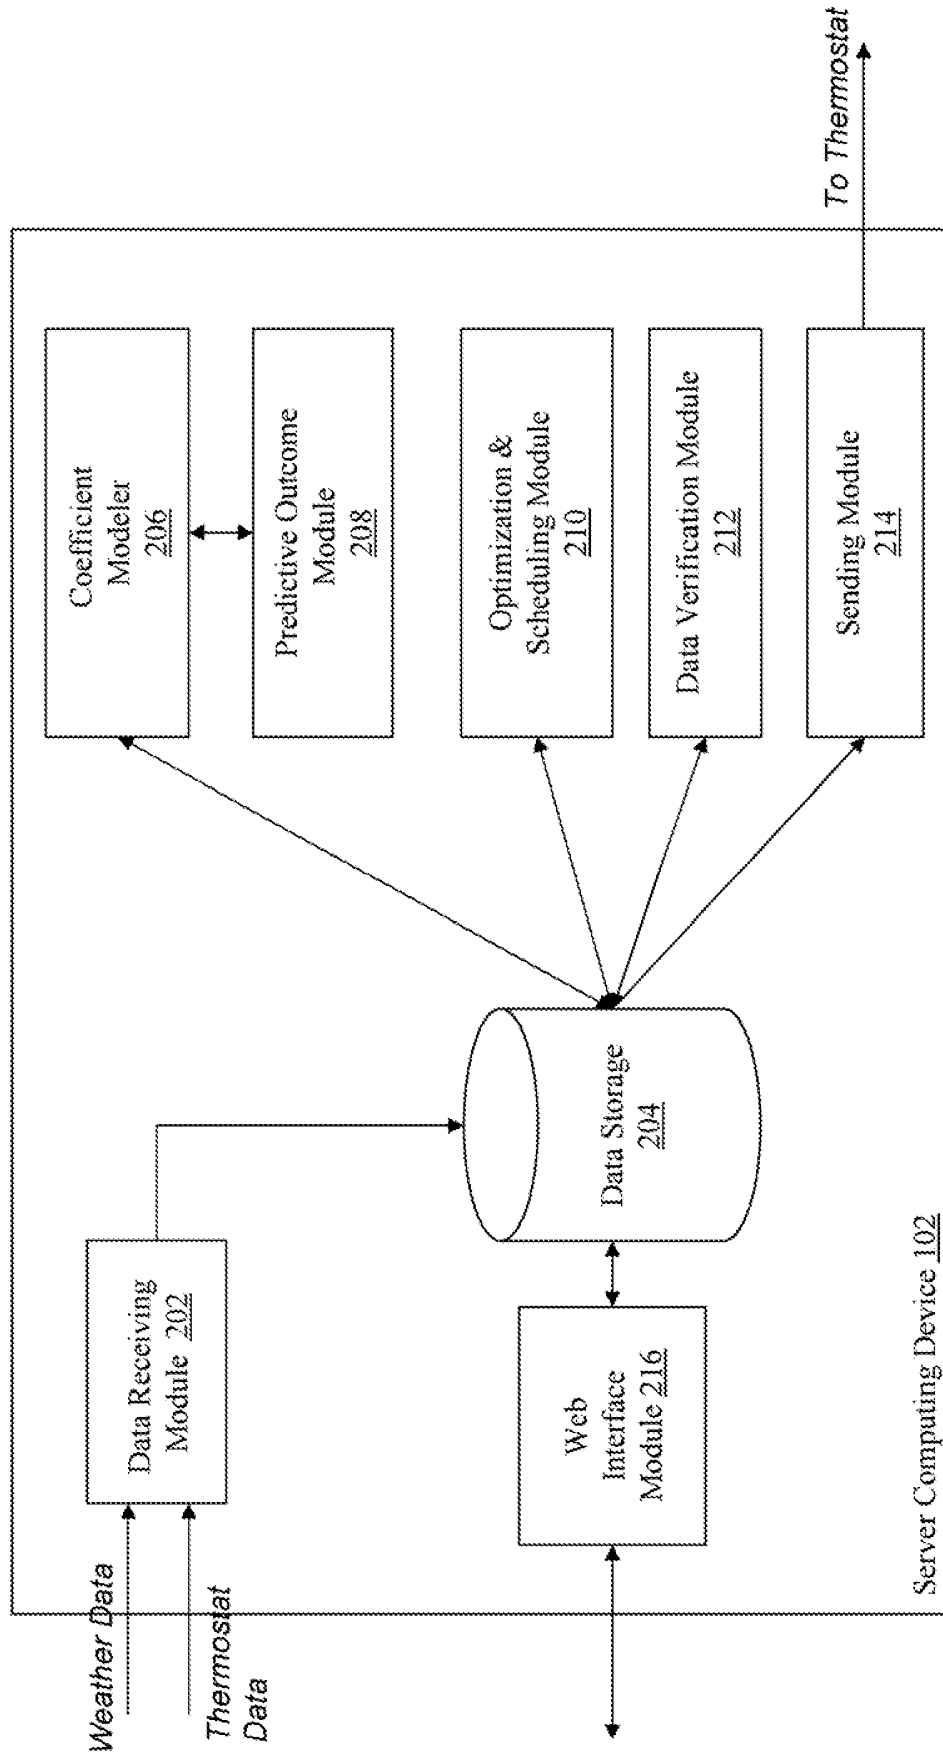 Weather Data
Thermostat
Data
Data Receiving
Module 202
Web
Interface
Module 216
Data Storage
204
Coefficient
Modeler
206
Predictive Outcome
Module
208
Optimization &
Scheduling Module
210
Data Verification Module
212
Sending Module
214
To Thermostat
Server Computing Device 102